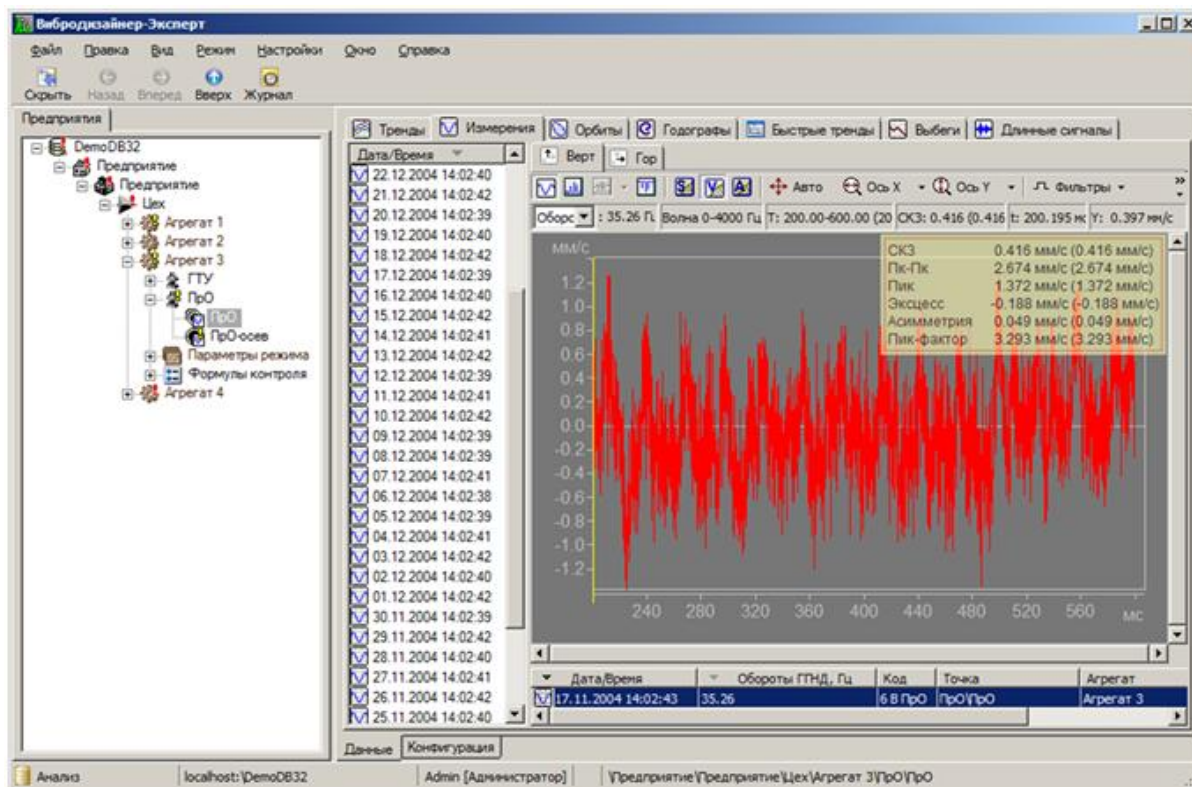 Вибродизайнер-Эксперт
Файл Правка Вид Режим Настройки Окно Справка
Скрыть Назад Вперед Вверх Журнал
Предприятия
DemoDB32
Предприятие
Предприятие
Цех
Агрегат 1
Агрегат 2
Агрегат 3
ГТУ
ПрО
ПрО
ПрО-осев
Параметры режима
Формулы контроля
Агрегат 4
Тренды Измерения Орбиты Годографы Быстрые тренды Выбеги Длинные сигналы
Дата/Время
22.12.2004 14:02:40
21.12.2004 14:02:42
20.12.2004 14:02:39
19.12.2004 14:02:40
18.12.2004 14:02:42
17.12.2004 14:02:39
16.12.2004 14:02:40
15.12.2004 14:02:42
14.12.2004 14:02:41
13.12.2004 14:02:42
12.12.2004 14:02:39
11.12.2004 14:02:41
10.12.2004 14:02:42
09.12.2004 14:02:39
08.12.2004 14:02:39
07.12.2004 14:02:41
06.12.2004 14:02:38
05.12.2004 14:02:39
04.12.2004 14:02:41
03.12.2004 14:02:42
02.12.2004 14:02:40
01.12.2004 14:02:42
30.11.2004 14:02:39
29.11.2004 14:02:42
28.11.2004 14:02:40
27.11.2004 14:02:41
26.11.2004 14:02:42
25.11.2004 14:02:40
Верт Гор
S V A Авто Ось X Ось Y Фильтры »
Оборс : 35.26 Гц Волна 0-4000 Гц T: 200.00-600.00 (20 СКЗ: 0.416 (0.416 t: 200.195 мс Y: 0.397 мм/с
мм/с
СКЗ 0.416 мм/с (0.416 мм/с)
Пк-Пк 2.674 мм/с (2.674 мм/с)
Пик 1.372 мм/с (1.372 мм/с)
Эксцесс -0.188 мм/с (-0.188 мм/с)
Асимметрия 0.049 мм/с (0.049 мм/с)
Пик-фактор 3.293 мм/с (3.293 мм/с)
1.2
1.0
0.8
0.6
0.4
0.2
0.0
-0.2
-0.4
-0.6
-0.8
-1.0
-1.2
240 280 320 360 400 440 480 520 560 мс
Дата/Время Обороты ГГНД, Гц Код Точка Агрегат
17.11.2004 14:02:43 35.26 6 В ПрО ПрО\ПрО Агрегат 3
Данные Конфигурация
Анализ localhost:\DemoDB32 Admin [Администратор] \Предприятие\Предприятие\Цех\Агрегат 3\ПрО\ПрО